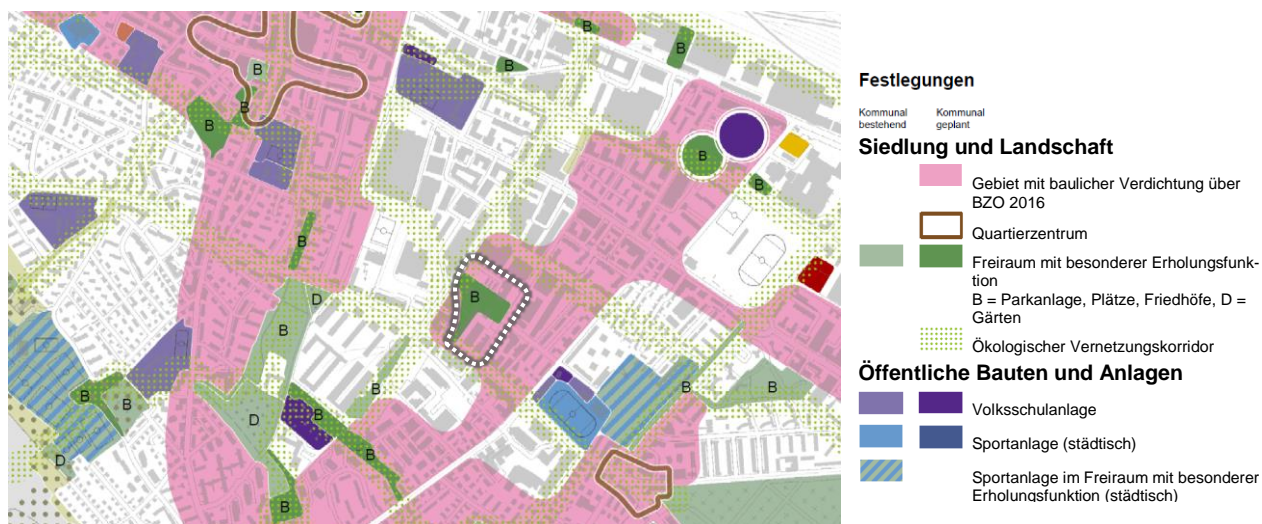 B
B
B
B
B
B
B
B
B
B
D
B
B
B
B
B
B
B
B
D
D
B
Festlegungen
Kommunal Kommunal
bestehend geplant
Siedlung und Landschaft
Gebiet mit baulicher Verdichtung über
BZO 2016
Quartierzentrum
Freiraum mit besonderer Erholungsfunk-
tion
B = Parkanlage, Plätze, Friedhöfe, D =
Gärten
Ökologischer Vernetzungskorridor
Öffentliche Bauten und Anlagen
Volksschulanlage
Sportanlage (städtisch)
Sportanlage im Freiraum mit besonderer
Erholungsfunktion (städtisch)